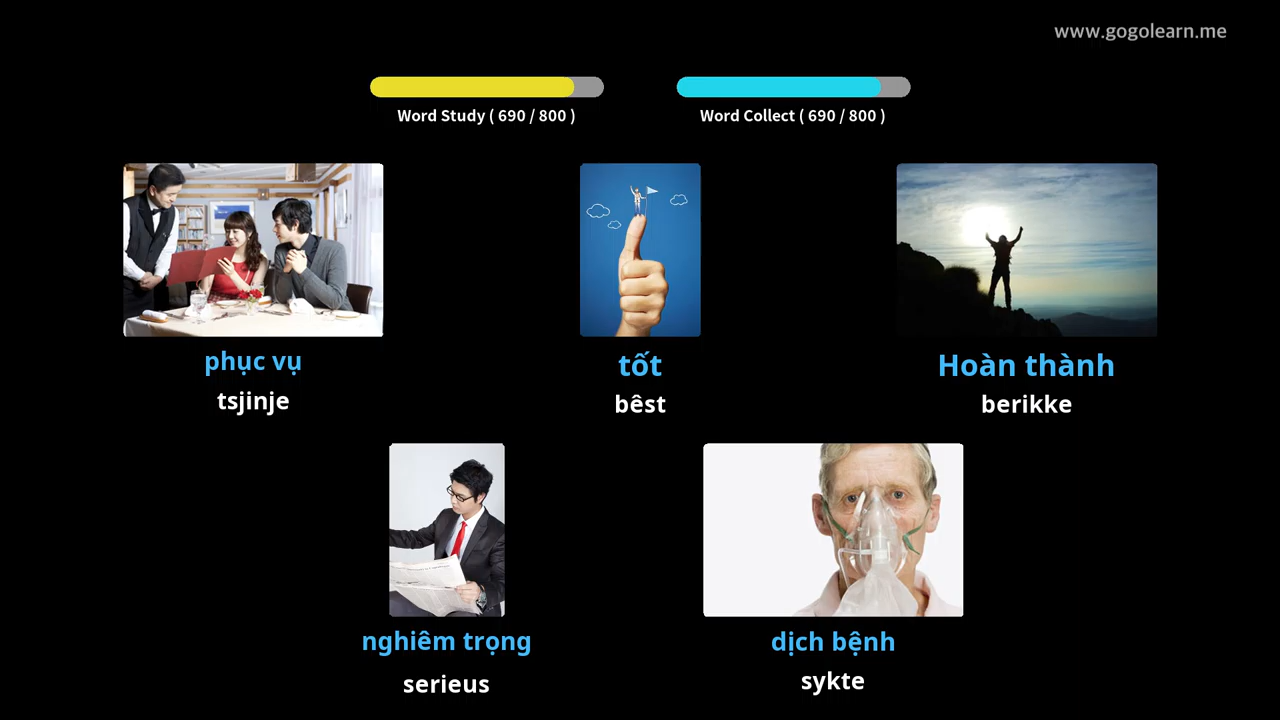 www.gogolearn.me
Word Study ( 690 / 800 )
Word Collect ( 690 / 800 )
phục vụ
tsjinje
tốt
bêst
Hoàn thành
berikke
nghiêm trọng
serieus
dịch bệnh
sykte